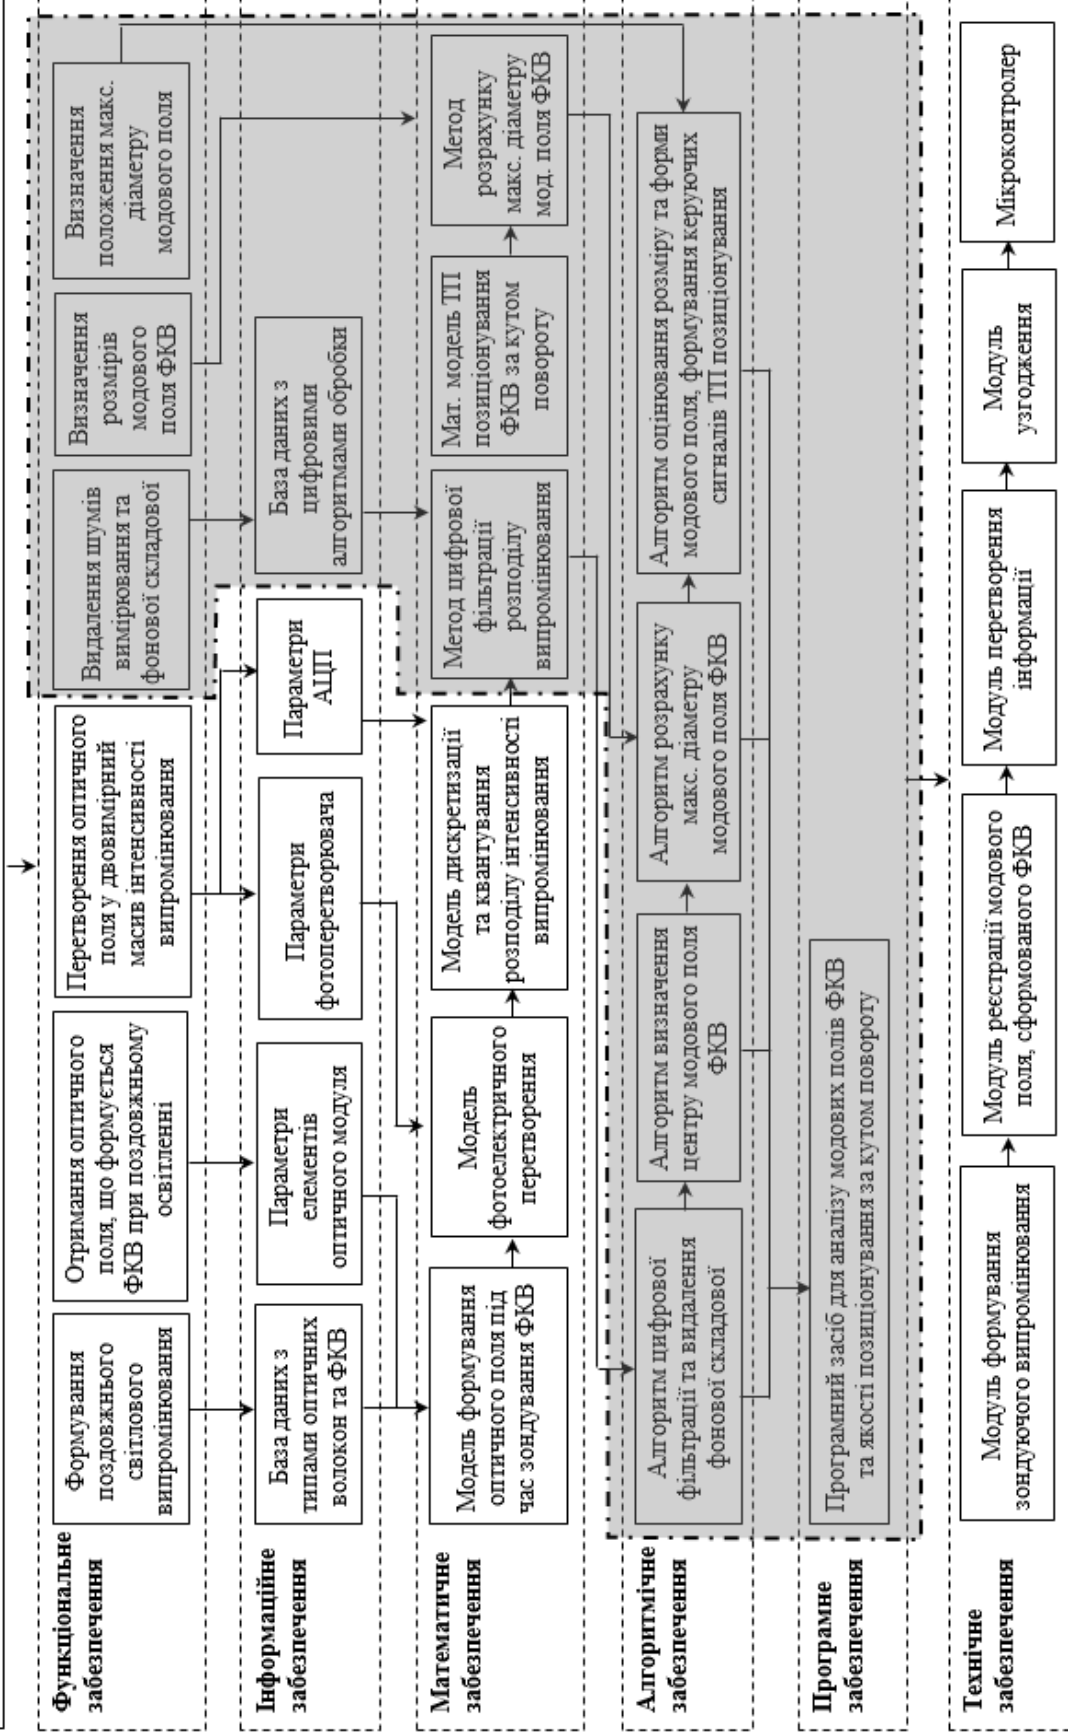 Функціональне
забезпечення
Формування
поздовжнього
світлового
випромінювання
Отримання оптичного
поля, що формується
ФКВ при поздовжньому
освітленні
Перетворення оптичного
поля у двовимірний
масив інтенсивності
випромінювання
Видалення шумів
вимірювання та
фонової складової
Визначення
розмірів
модового
поля ФКВ
Визначення
положення макс.
діаметру
модового поля
Інформаційне
забезпечення
База даних з
типами оптичних
волокон та ФКВ
Параметри
елементів
оптичного модуля
Параметри
фотоперетворювача
Параметри
АЦП
База даних з
цифровими
алгоритмами обробки
Математичне
забезпечення
Модель формування
оптичного поля під
час зондування ФКВ
Модель
фотоелектричного
перетворення
Модель дискретизації
та квантування
розподілу інтенсивності
випромінювання
Метод цифрової
фільтрації
розподілу
випромінювання
Мат. модель ТП
позиціонування
ФКВ за кутом
повороту
Метод
розрахунку
макс. діаметру
мод. поля ФКВ
Алгоритмічне
забезпечення
Алгоритм цифрової
фільтрації та видалення
фонової складової
Алгоритм визначення
центру модового поля
ФКВ
Алгоритм розрахунку
макс. діаметру
модового поля ФКВ
Алгоритм оцінювання розміру та форми
модового поля, формування керуючих
сигналів ТП позиціонування
Програмне
забезпечення
Програмний засіб для аналізу модових полів ФКВ
та якості позиціонування за кутом повороту
Технічне
забезпечення
Модуль формування
зондуючого випромінювання
Модуль реєстрації модового
поля, сформованого ФКВ
Модуль перетворення
інформації
Модуль
узгодження
Мікроконтролер